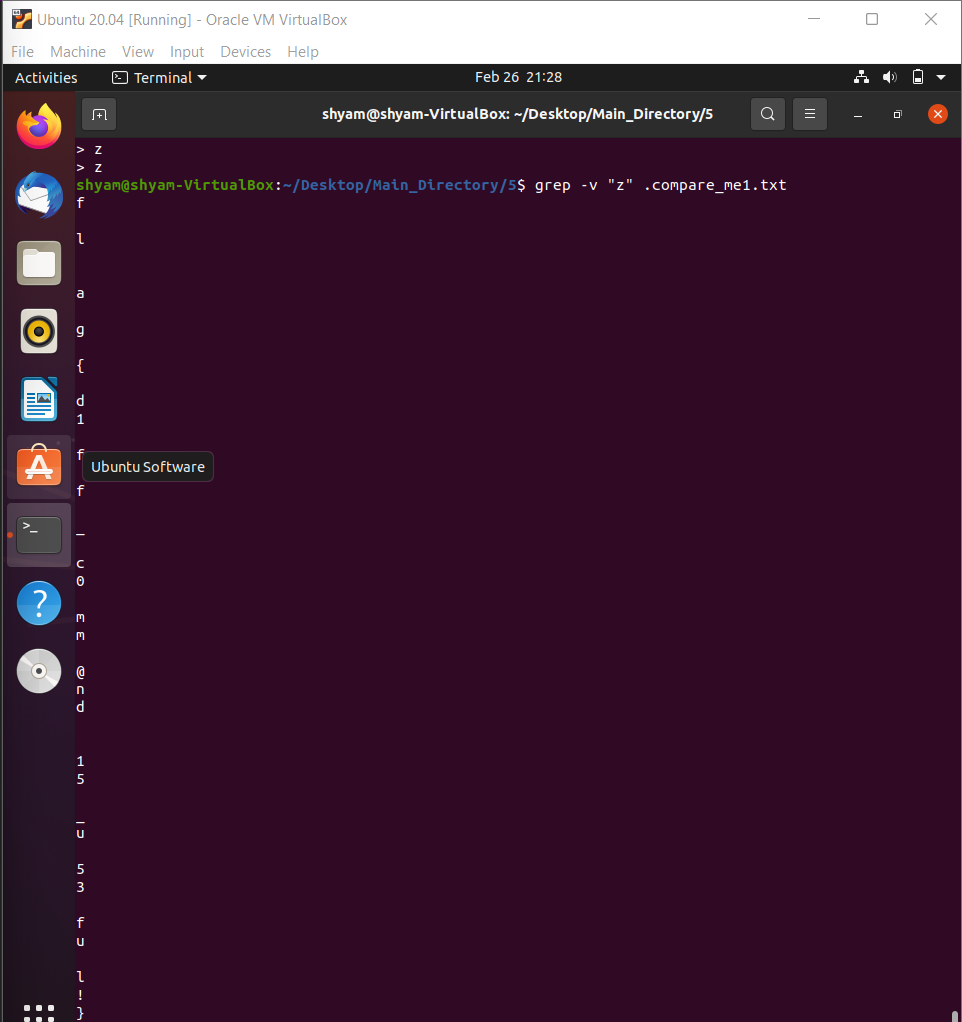 Ubuntu 20.04 [Running] - Oracle VM VirtualBox
File Machine View Input Devices Help
Activities Terminal Feb 26 21:28
shyam@shyam-VirtualBox: ~/Desktop/Main_Directory/5
> z
> z
shyam@shyam-VirtualBox:~/Desktop/Main_Directory/5$ grep -v "z" .compare_me1.txt
f
l
a
g
{
d
1
f
Ubuntu Software
f
_
c
0
m
m
@
n
d
1
5
_
u
5
3
f
u
l
!
}